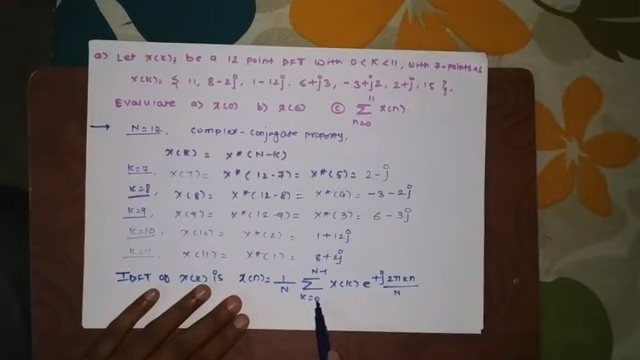 Q) Let x(k), be a 12 point DFT with 0 < K < 11, with 7-points as
x(k) = { 11, 8-2j, 1-12j, 6+j3, -3+j2, 2+j, 15 },
Evaluate a) x(0) b) x(6) c) 11 Σ n=0 x(n).
→ N=12, complex-conjugate property,
x(k) = x*(N-k)
k=7 x(7) = x*(12-7) = x*(5) = 2-j
k=8 x(8) = x*(12-8) = x*(4) = -3-2j
k=9 x(9) = x*(12-9) = x*(3) = 6-3j
k=10, x(10) = x*(2) = 1+12j
k=11 x(11) = x*(1) = 8+2j
IDFT of x(k) is x(n) = 1/N N-1 Σ k=0 x(k) e +j2πkn/N